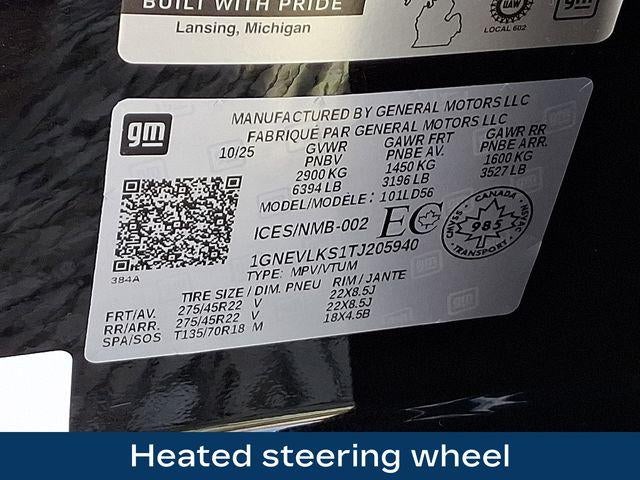 BUILT WITH PRIDE
Lansing, Michigan
UAW
LOCAL 602
gm
gm
MANUFACTURED BY GENERAL MOTORS LLC
FABRIQUÉ PAR GENERAL MOTORS LLC
10/25 GVWR GAWR FRT GAWR RR
PNBV PNBE AV. PNBE ARR.
2900 KG 1450 KG 1600 KG
6394 LB 3196 LB 3527 LB
MODEL/MODÈLE: 101LD56
ICES/NMB-002 EC
CANADA
985
TRANSPORT
1GNEVLKS1TJ205940
TYPE: MPV/VTUM
384A
TIRE SIZE / DIM. PNEU RIM / JANTE
FRT/AV. 275/45R22 V 22X8.5J
RR/ARR. 275/45R22 V 22X8.5J
SPA/SOS T135/70R18 M 18X4.5B
Heated steering wheel